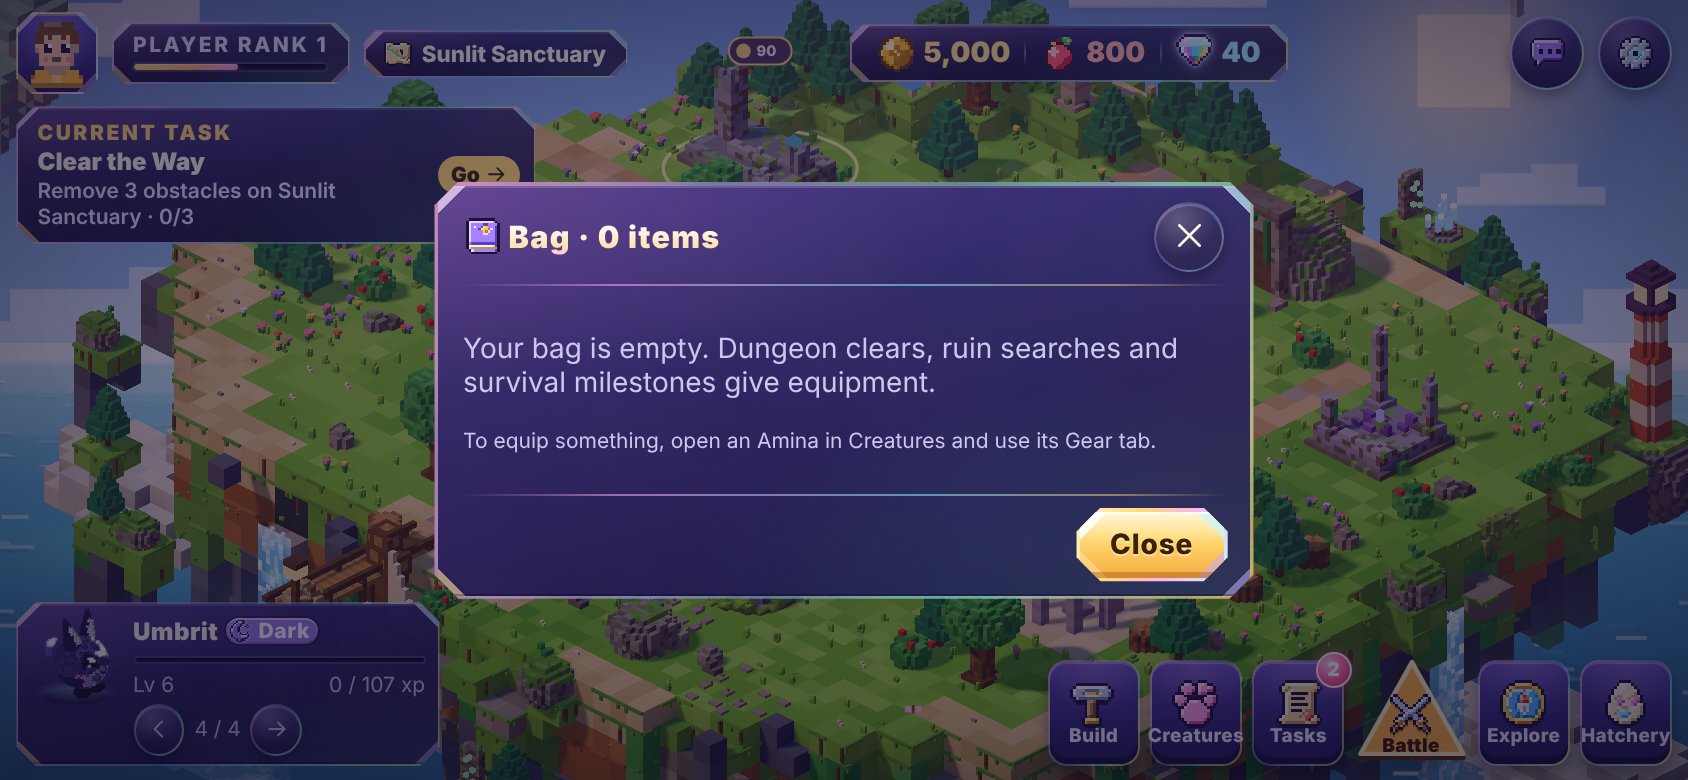 PLAYER RANK 1
Sunlit Sanctuary
90
5,000
800
40
CURRENT TASK
Clear the Way
Remove 3 obstacles on Sunlit
Sanctuary · 0/3
Go →
Bag · 0 items
Your bag is empty. Dungeon clears, ruin searches and
survival milestones give equipment.
To equip something, open an Amina in Creatures and use its Gear tab.
Close
Umbrit
Dark
Lv 6
0 / 107 xp
4 / 4
Build
Creatures
2
Tasks
Battle
Explore
Hatchery